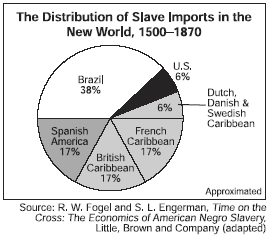 The Distribution of Slave Imports in the
New World, 1500–1870
Brazil
38%
U.S.
6%
6%
Dutch,
Danish &
Swedish
Caribbean
French
Caribbean
17%
British
Caribbean
17%
Spanish
America
17%
Approximated
Source: R. W. Fogel and S. L. Engerman, Time on the
Cross: The Economics of American Negro Slavery,
Little, Brown and Company (adapted)